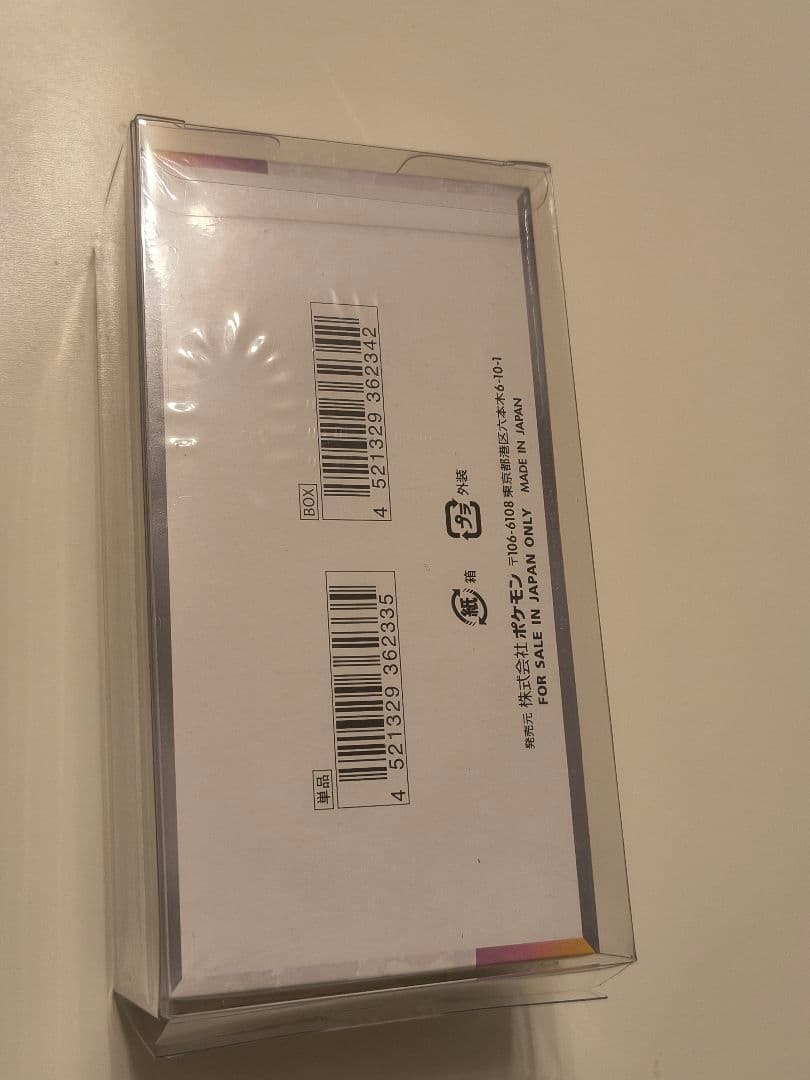 単品
4 521329 362335
BOX
4 521329 362342
紙 箱
プラ 外装
発売元 株式会社 ポケモン 〒106-6108 東京都港区六本木6-10-1
FOR SALE IN JAPAN ONLY MADE IN JAPAN